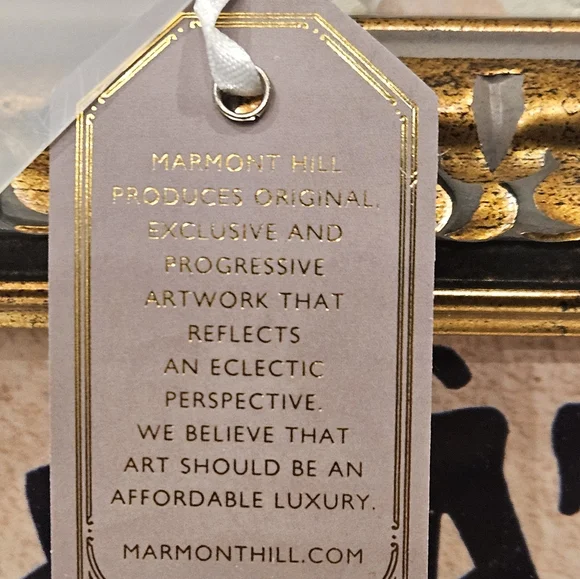 MARMONT HILL
PRODUCES ORIGINAL,
EXCLUSIVE AND
PROGRESSIVE
ARTWORK THAT
REFLECTS
AN ECLECTIC
PERSPECTIVE.
WE BELIEVE THAT
ART SHOULD BE AN
AFFORDABLE LUXURY.
MARMONTHILL.COM